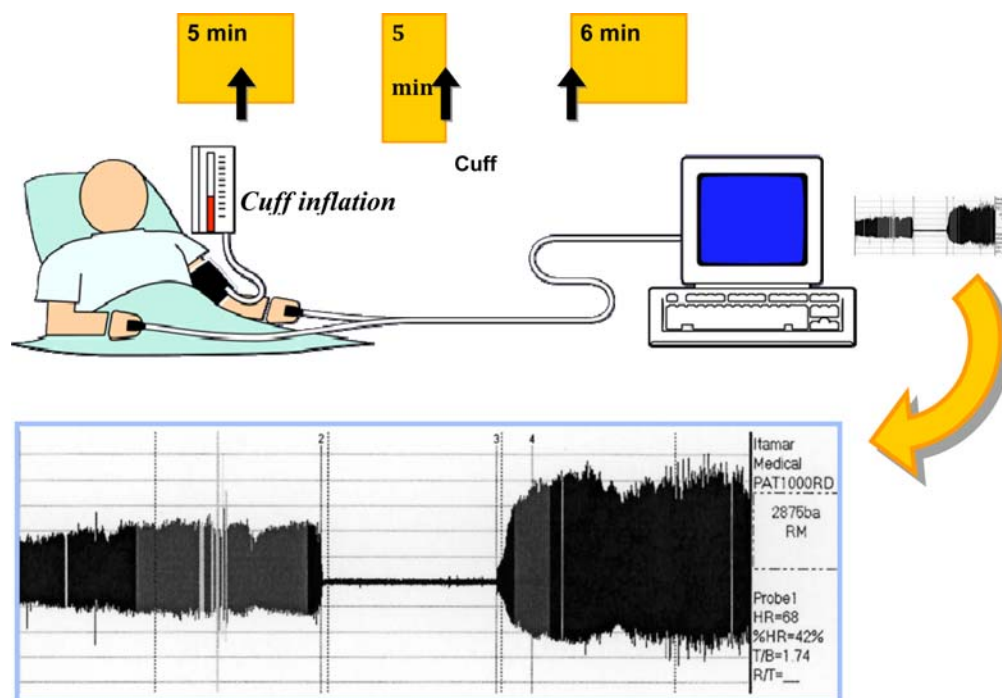 5 min
5
min
6 min
Cuff
Cuff inflation
2
3
4
Itamar
Medical
PAT1000RD
2875ba
RM
Probe1
HR=68
%HR=42%
T/B=1.74
R/T=__